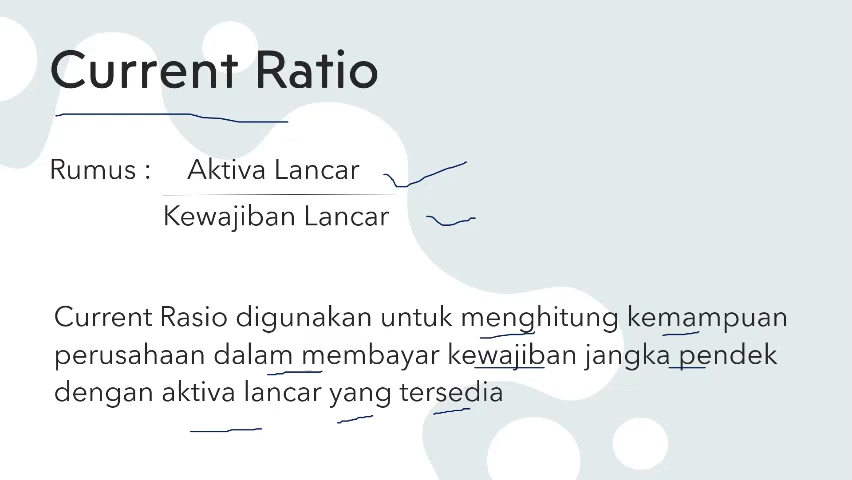 Current Ratio
Rumus : Aktiva Lancar
Kewajiban Lancar
Current Rasio digunakan untuk menghitung kemampuan
perusahaan dalam membayar kewajiban jangka pendek
dengan aktiva lancar yang tersedia